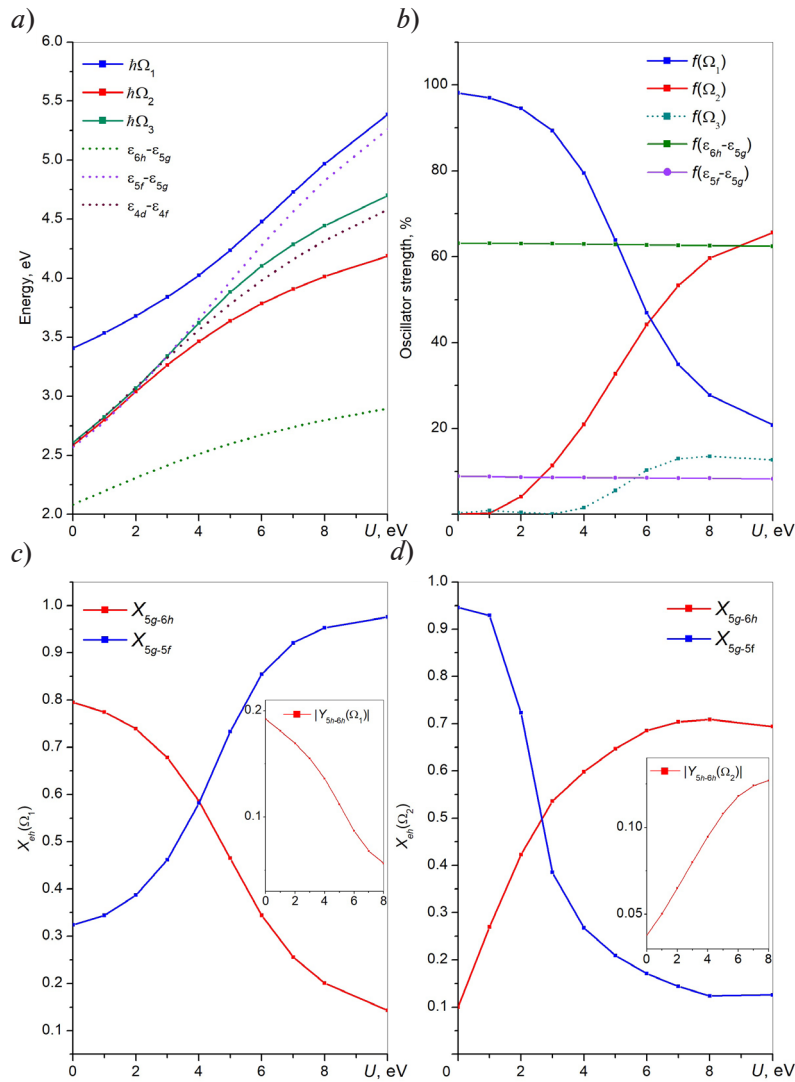 a)
6.0
5.5
5.0
4.5
4.0
3.5
3.0
2.5
2.0
Energy, eV
ħΩ1
ħΩ2
ħΩ3
ε6h-ε5g
ε5f-ε5g
ε4d-ε4f
0 2 4 6 8 U, eV
b)
100
80
60
40
20
Oscillator strength, %
f(Ω1)
f(Ω2)
f(Ω3)
f(ε6h-ε5g)
f(ε5f-ε5g)
0 2 4 6 8 U, eV
c)
1.0
0.9
0.8
0.7
0.6
0.5
0.4
0.3
0.2
0.1
Xeh(Ω1)
X5g-6h
X5g-5f
0.2
0.1
|Y5h-6h(Ω1)|
0 2 4 6 8
0 2 4 6 8 U, eV
d)
1.0
0.9
0.8
0.7
0.6
0.5
0.4
0.3
0.2
0.1
Xeh(Ω2)
X5g-6h
X5g-5f
0.10
0.05
|Y5h-6h(Ω2)|
0 2 4 6 8
0 2 4 6 8 U, eV